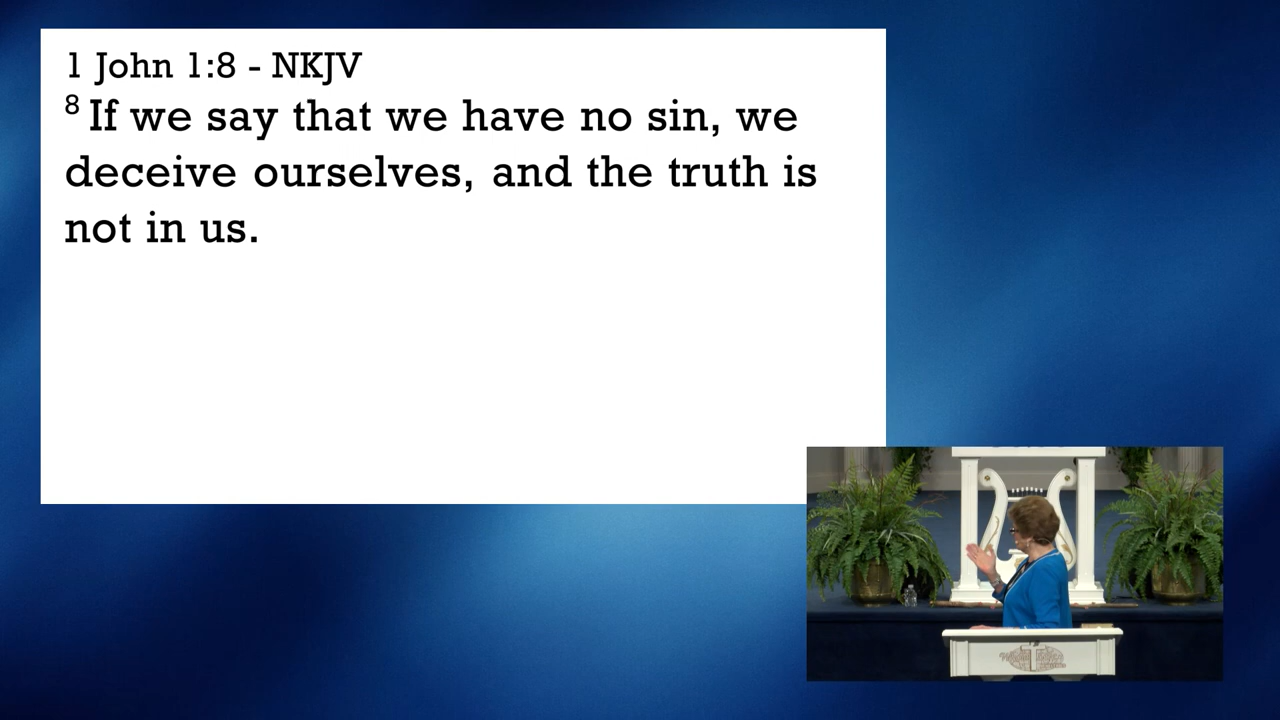 1 John 1:8 - NKJV
8 If we say that we have no sin, we
deceive ourselves, and the truth is
not in us.